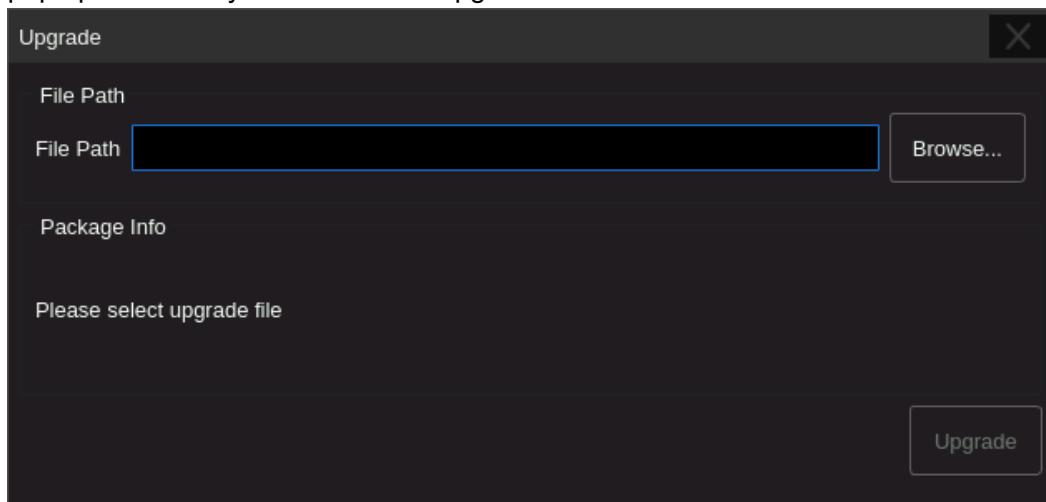 Upgrade
File Path
File Path
Browse...
Package Info
Please select upgrade file
Upgrade